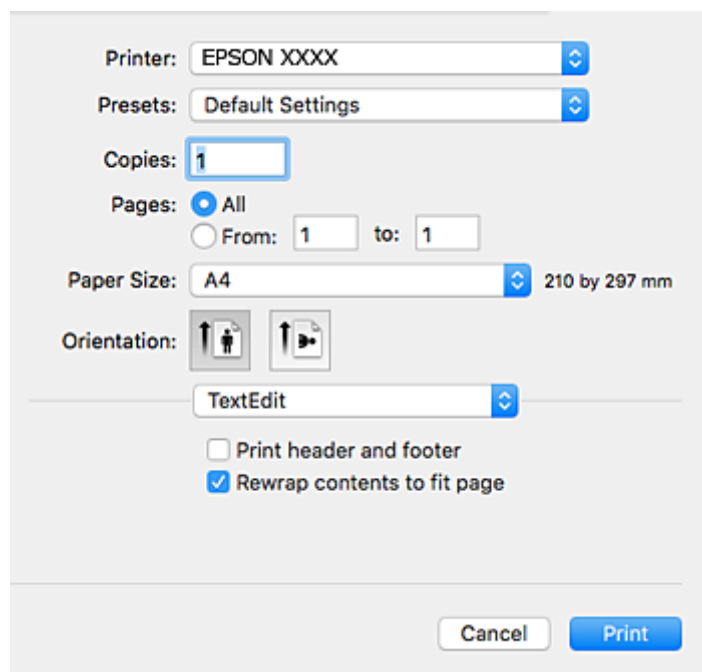 Printer: EPSON XXXX
Presets: Default Settings
Copies: 1
Pages: All
From: 1 to: 1
Paper Size: A4 210 by 297 mm
Orientation:
TextEdit
Print header and footer
Rewrap contents to fit page
Cancel Print